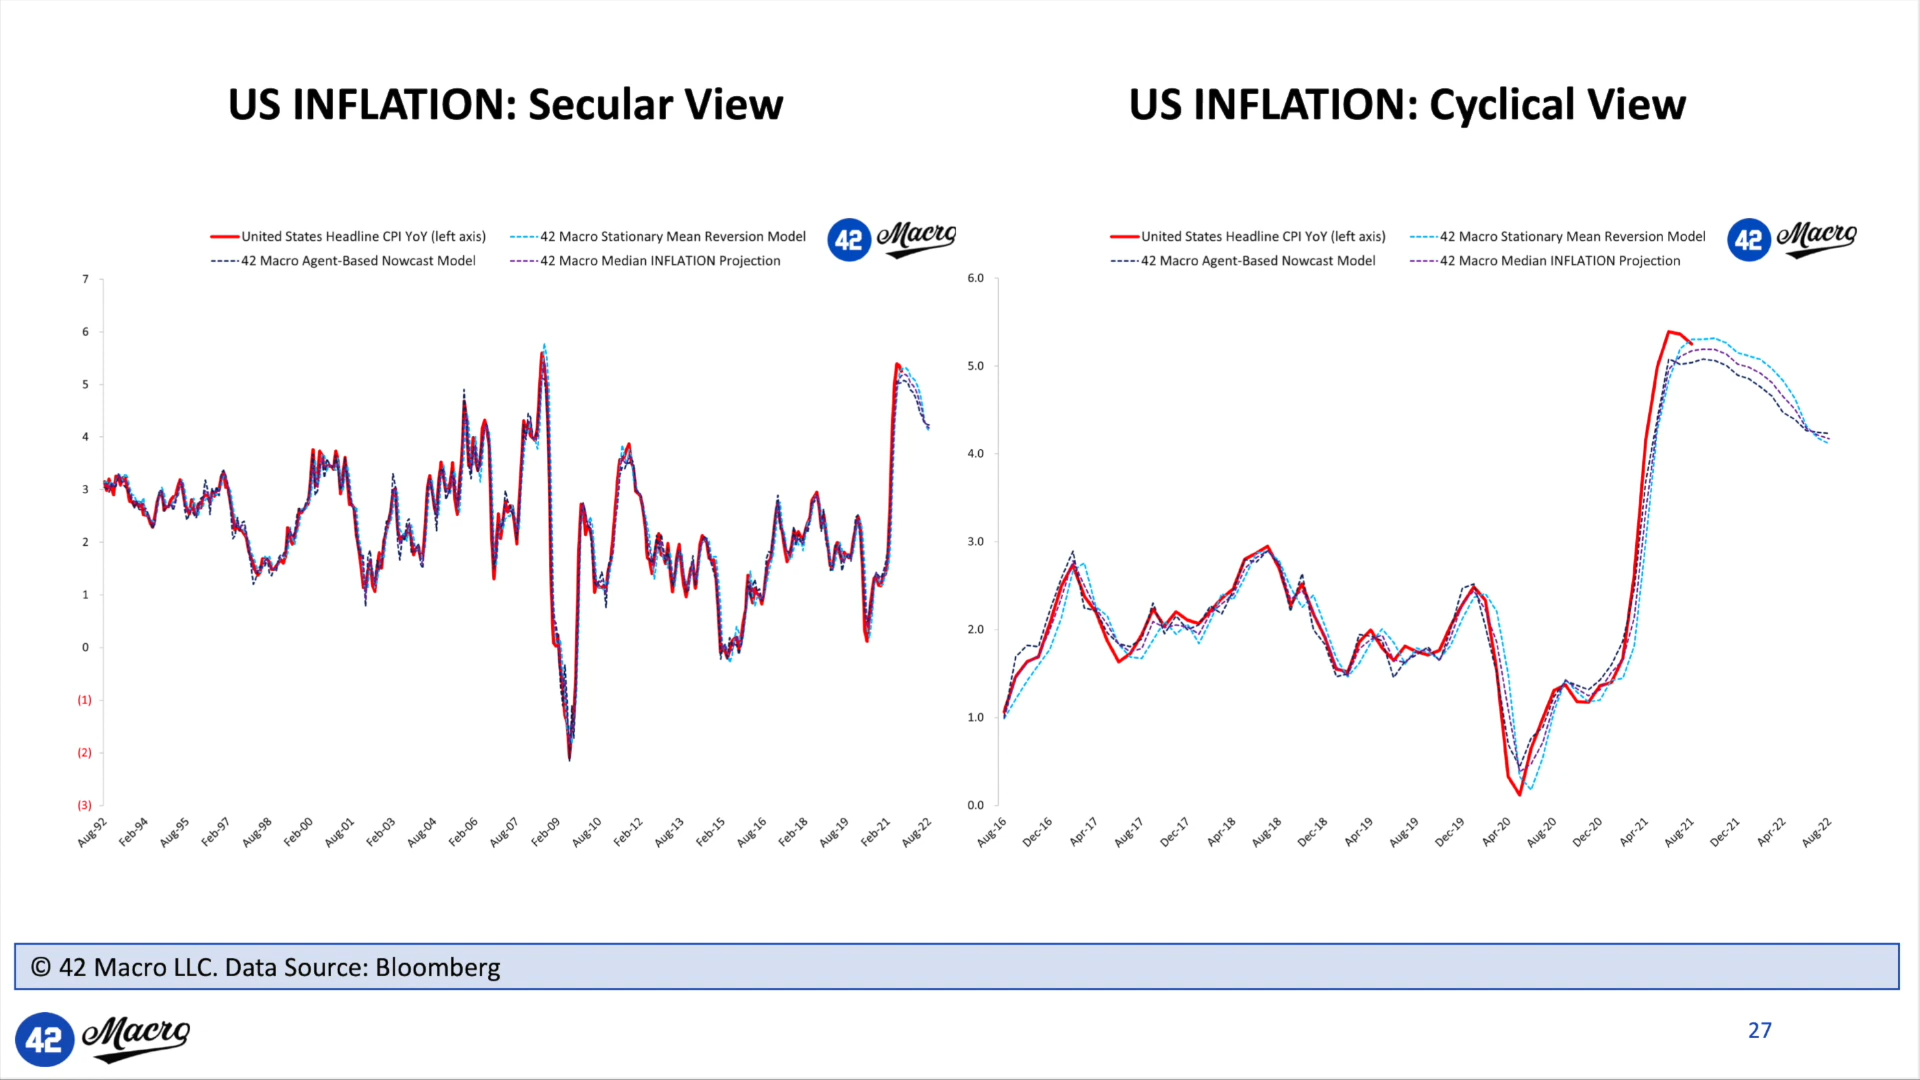 US INFLATION: Secular View
United States Headline CPI YoY (left axis)
42 Macro Stationary Mean Reversion Model
42 Macro Agent-Based Nowcast Model
42 Macro Median INFLATION Projection
42 Macro
7
6
5
4
3
2
1
0
(1)
(2)
(3)
Aug-92
Feb-94
Aug-95
Feb-97
Aug-98
Feb-00
Aug-01
Feb-03
Aug-04
Feb-06
Aug-07
Feb-09
Aug-10
Feb-12
Aug-13
Feb-15
Aug-16
Feb-18
Aug-19
Feb-21
Aug-22
US INFLATION: Cyclical View
United States Headline CPI YoY (left axis)
42 Macro Stationary Mean Reversion Model
42 Macro Agent-Based Nowcast Model
42 Macro Median INFLATION Projection
42 Macro
6.0
5.0
4.0
3.0
2.0
1.0
0.0
Aug-16
Dec-16
Apr-17
Aug-17
Dec-17
Apr-18
Aug-18
Dec-18
Apr-19
Aug-19
Dec-19
Apr-20
Aug-20
Dec-20
Apr-21
Aug-21
Dec-21
Apr-22
Aug-22
© 42 Macro LLC. Data Source: Bloomberg
42 Macro
27